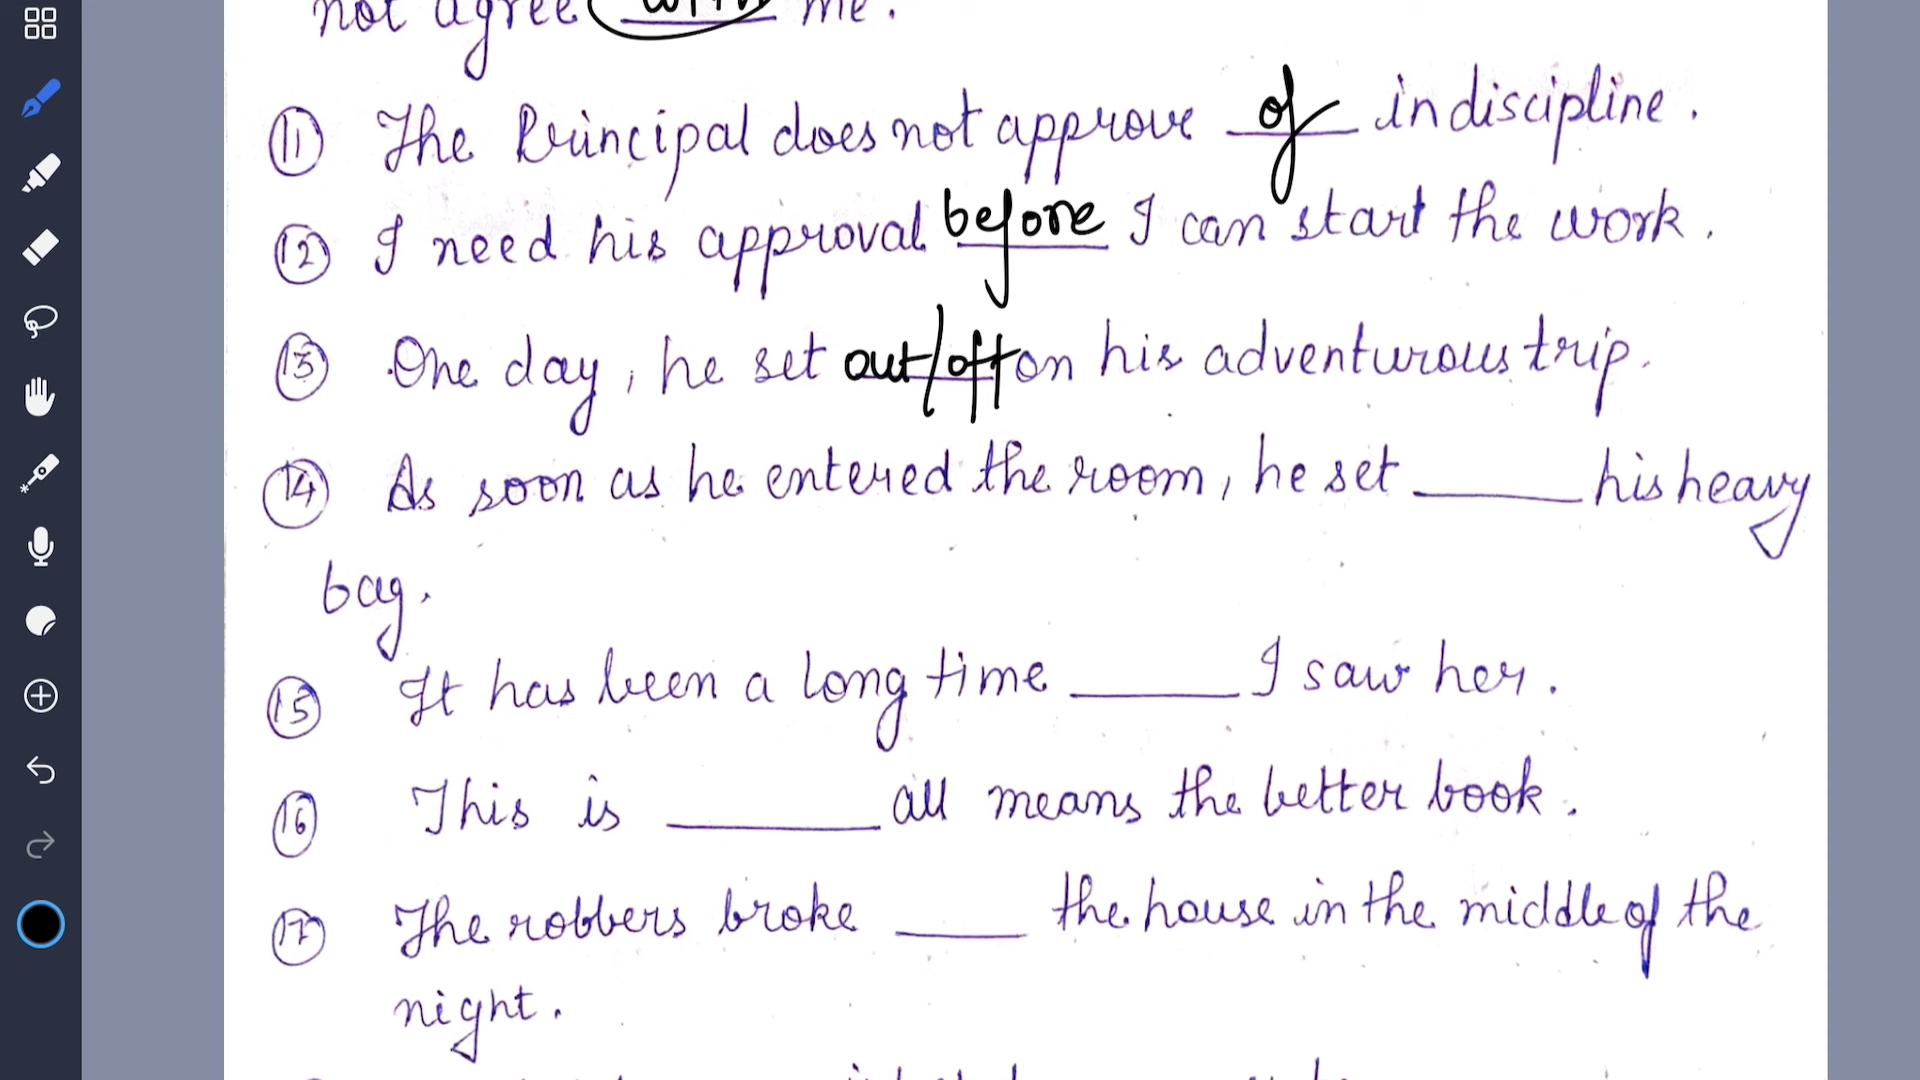 not agree with me.
11 The Principal does not approve of indiscipline.
12 I need his approval before I can start the work.
13 One day, he set out/off on his adventurous trip.
14 As soon as he entered the room, he set _____ his heavy
bag.
15 It has been a long time _____ I saw her.
16 This is _____ all means the better book.
17 The robbers broke _____ the house in the middle of the
night.